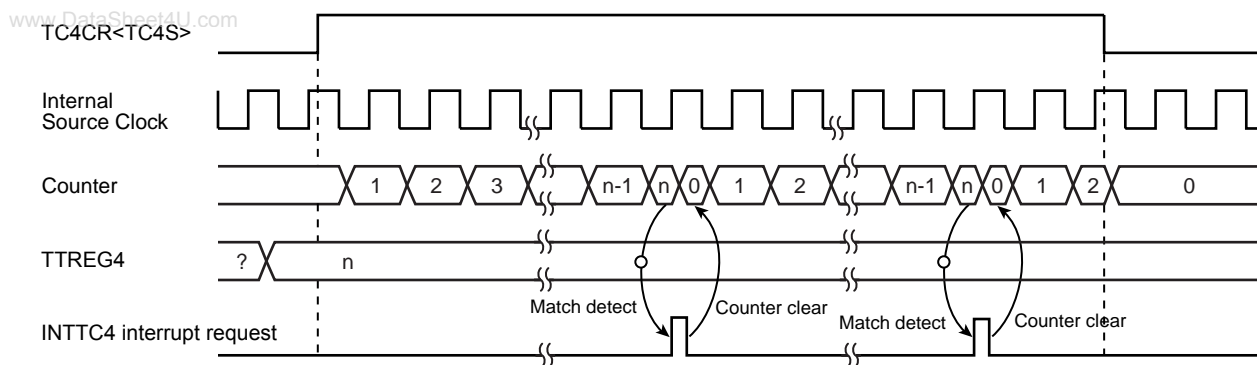 www.DataSheet4U.com
TC4CR<TC4S>
Internal
Source Clock
Counter
1 2 3 n-1 n 0 1 2 n-1 n 0 1 2 0
TTREG4
? n
Match detect Counter clear Match detect Counter clear
INTTC4 interrupt request